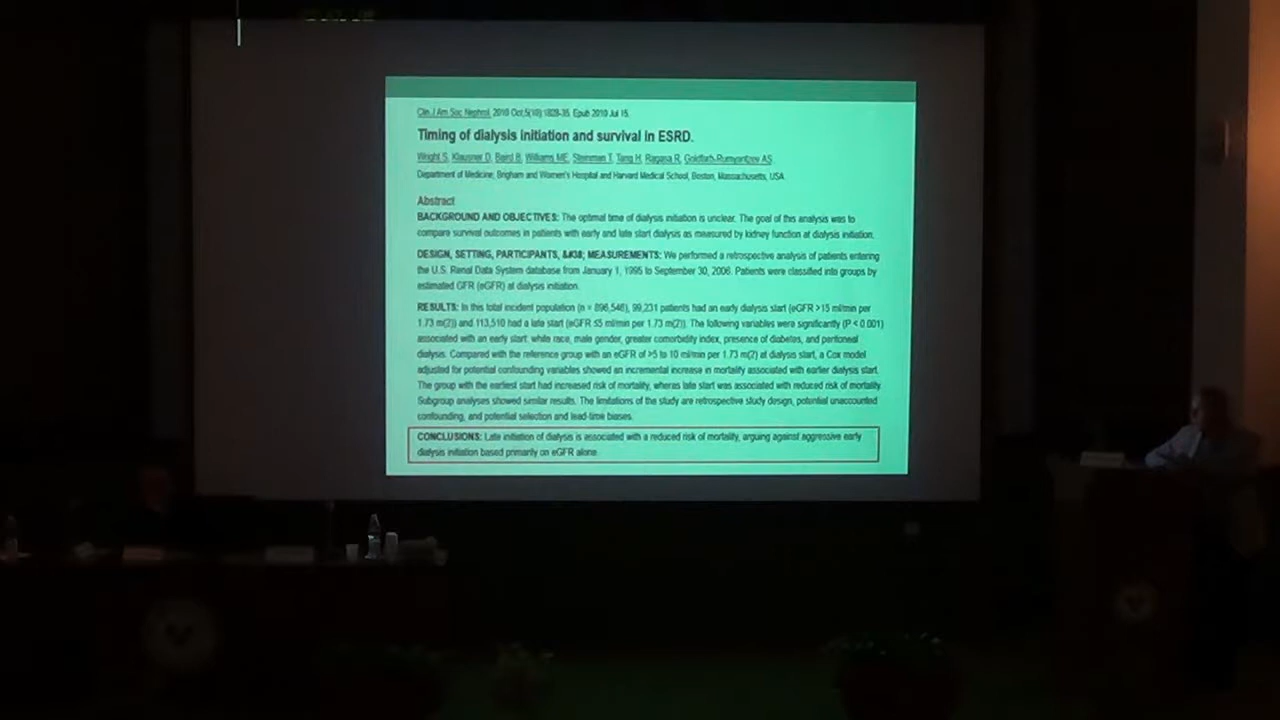 Clin J Am Soc Nephrol. 2010 Oct;5(10):1828-35. Epub 2010 Jul 15.
Timing of dialysis initiation and survival in ESRD.
Wright S, Klausner D, Baird B, Williams ME, Steinman T, Tang H, Ragasa R, Goldfarb-Rumyantzev AS.
Department of Medicine, Brigham and Women's Hospital and Harvard Medical School, Boston, Massachusetts, USA.
Abstract
BACKGROUND AND OBJECTIVES: The optimal time of dialysis initiation is unclear. The goal of this analysis was to
compare survival outcomes in patients with early and late start dialysis as measured by kidney function at dialysis initiation.
DESIGN, SETTING, PARTICIPANTS, &#38; MEASUREMENTS: We performed a retrospective analysis of patients entering
the U.S. Renal Data System database from January 1, 1995 to September 30, 2006. Patients were classified into groups by
estimated GFR (eGFR) at dialysis initiation.
RESULTS: In this total incident population (n = 896,546), 99,231 patients had an early dialysis start (eGFR >15 ml/min per
1.73 m(2)) and 113,510 had a late start (eGFR ≤5 ml/min per 1.73 m(2)). The following variables were significantly (P < 0.001)
associated with an early start: white race, male gender, greater comorbidity index, presence of diabetes, and peritoneal
dialysis. Compared with the reference group with an eGFR of >5 to 10 ml/min per 1.73 m(2) at dialysis start, a Cox model
adjusted for potential confounding variables showed an incremental increase in mortality associated with earlier dialysis start.
The group with the earliest start had increased risk of mortality, wheras late start was associated with reduced risk of mortality.
Subgroup analyses showed similar results. The limitations of the study are retrospective study design, potential unaccounted
confounding, and potential selection and lead-time biases.
CONCLUSIONS: Late initiation of dialysis is associated with a reduced risk of mortality, arguing against aggressive early
dialysis initiation based primarily on eGFR alone.